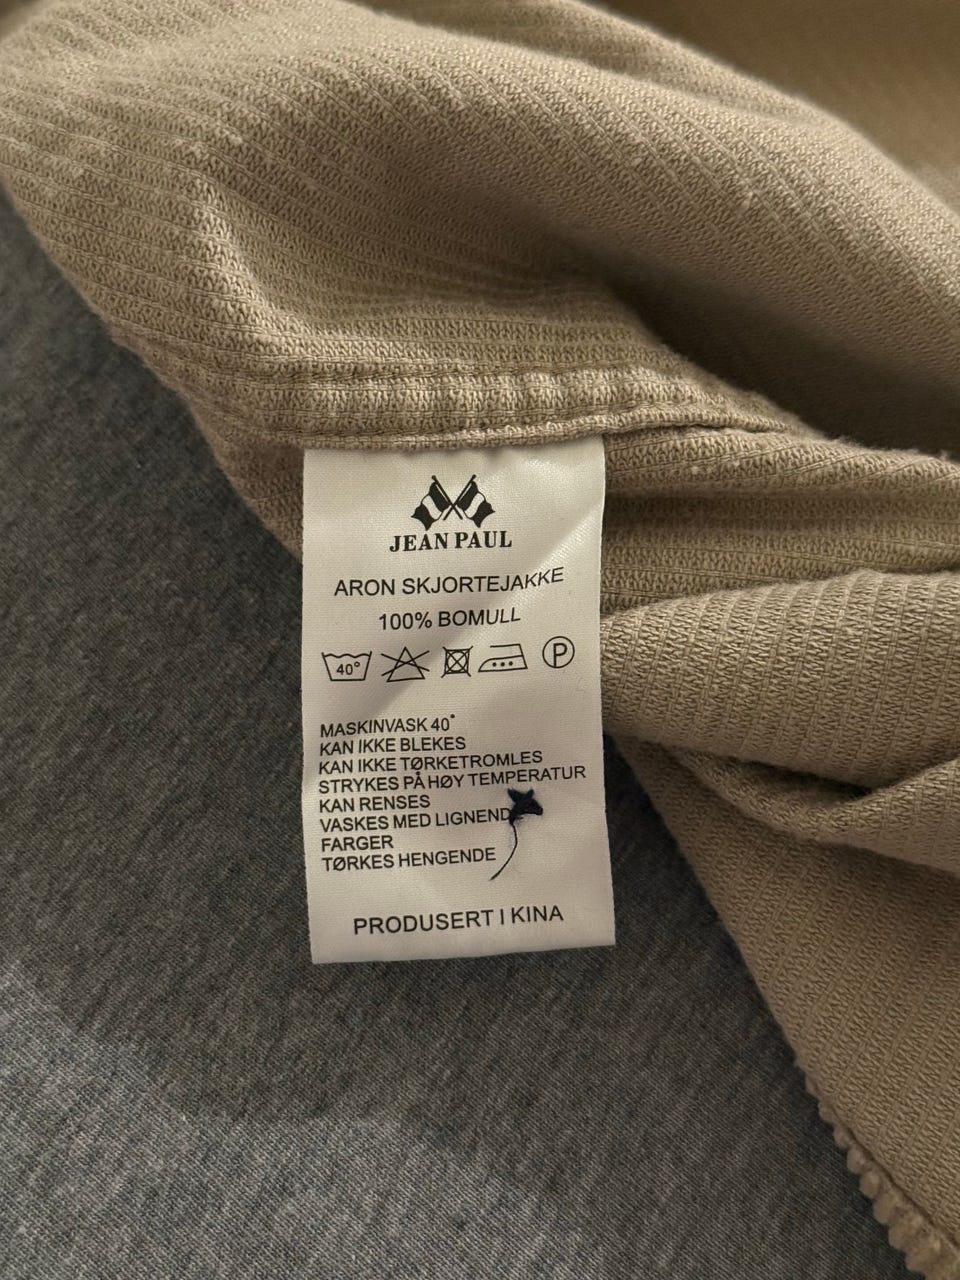 JEAN PAUL
ARON SKJORTEJAKKE
100% BOMULL
40° P
MASKINVASK 40°
KAN IKKE BLEKES
KAN IKKE TØRKETROMLES
STRYKES PÅ HØY TEMPERATUR
KAN RENSES
VASKES MED LIGNEND
FARGER
TØRKES HENGENDE
PRODUSERT I KINA